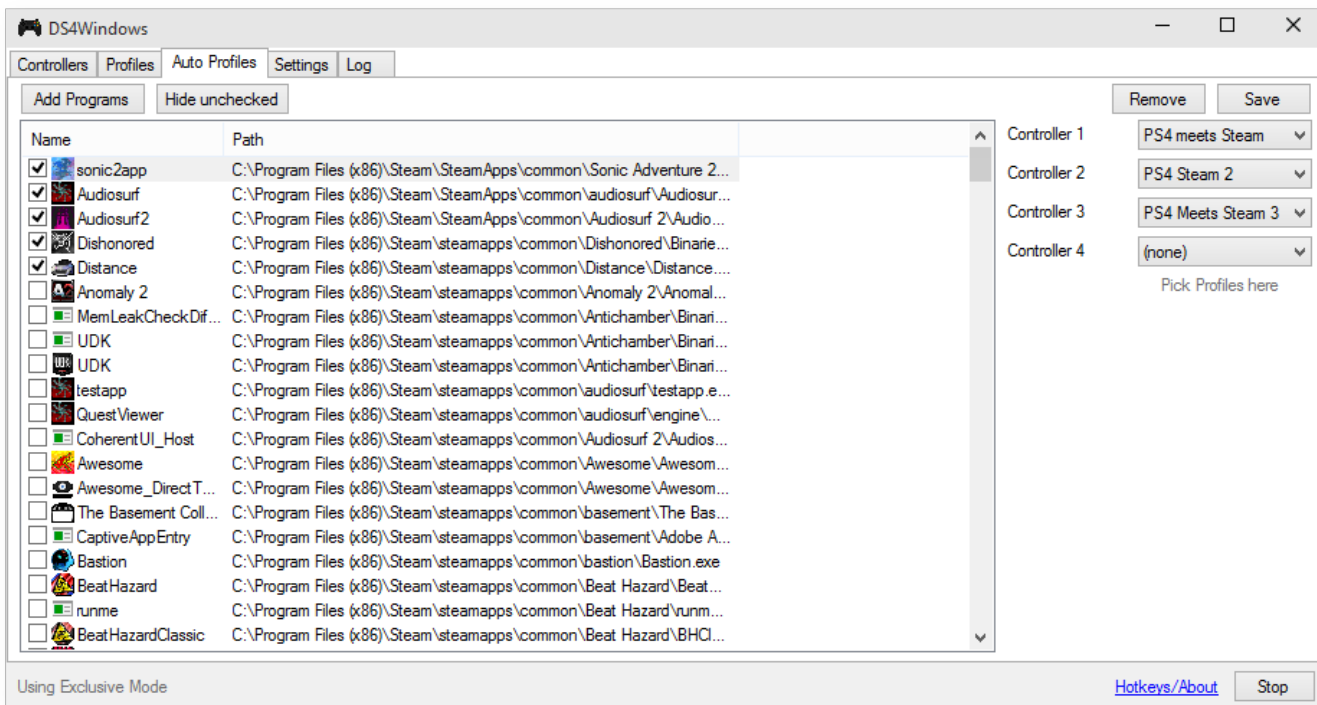 DS4Windows
Controllers Profiles Auto Profiles Settings Log
Add Programs Hide unchecked Remove Save
Name Path
sonic2app C:\Program Files (x86)\Steam\SteamApps\common\Sonic Adventure 2...
Audiosurf C:\Program Files (x86)\Steam\SteamApps\common\audiosurf\Audiosur...
Audiosurf2 C:\Program Files (x86)\Steam\SteamApps\common\Audiosurf 2\Audio...
Dishonored C:\Program Files (x86)\Steam\steamapps\common\Dishonored\Binarie...
Distance C:\Program Files (x86)\Steam\steamapps\common\Distance\Distance....
Anomaly 2 C:\Program Files (x86)\Steam\steamapps\common\Anomaly 2\Anomal...
MemLeakCheckDif... C:\Program Files (x86)\Steam\steamapps\common\Antichamber\Binari...
UDK C:\Program Files (x86)\Steam\steamapps\common\Antichamber\Binari...
UDK C:\Program Files (x86)\Steam\steamapps\common\Antichamber\Binari...
testapp C:\Program Files (x86)\Steam\steamapps\common\audiosurf\testapp.e...
QuestViewer C:\Program Files (x86)\Steam\steamapps\common\audiosurf\engine\...
CoherentUI_Host C:\Program Files (x86)\Steam\steamapps\common\Audiosurf 2\Audios...
Awesome C:\Program Files (x86)\Steam\steamapps\common\Awesome\Awesom...
Awesome_DirectT... C:\Program Files (x86)\Steam\steamapps\common\Awesome\Awesom...
The Basement Coll... C:\Program Files (x86)\Steam\steamapps\common\basement\The Bas...
CaptiveAppEntry C:\Program Files (x86)\Steam\steamapps\common\basement\Adobe A...
Bastion C:\Program Files (x86)\Steam\steamapps\common\bastion\Bastion.exe
BeatHazard C:\Program Files (x86)\Steam\steamapps\common\Beat Hazard\Beat...
runme C:\Program Files (x86)\Steam\steamapps\common\Beat Hazard\runm...
BeatHazardClassic C:\Program Files (x86)\Steam\steamapps\common\Beat Hazard\BHCl...
Controller 1 PS4 meets Steam
Controller 2 PS4 Steam 2
Controller 3 PS4 Meets Steam 3
Controller 4 (none)
Pick Profiles here
Using Exclusive Mode Hotkeys/About Stop